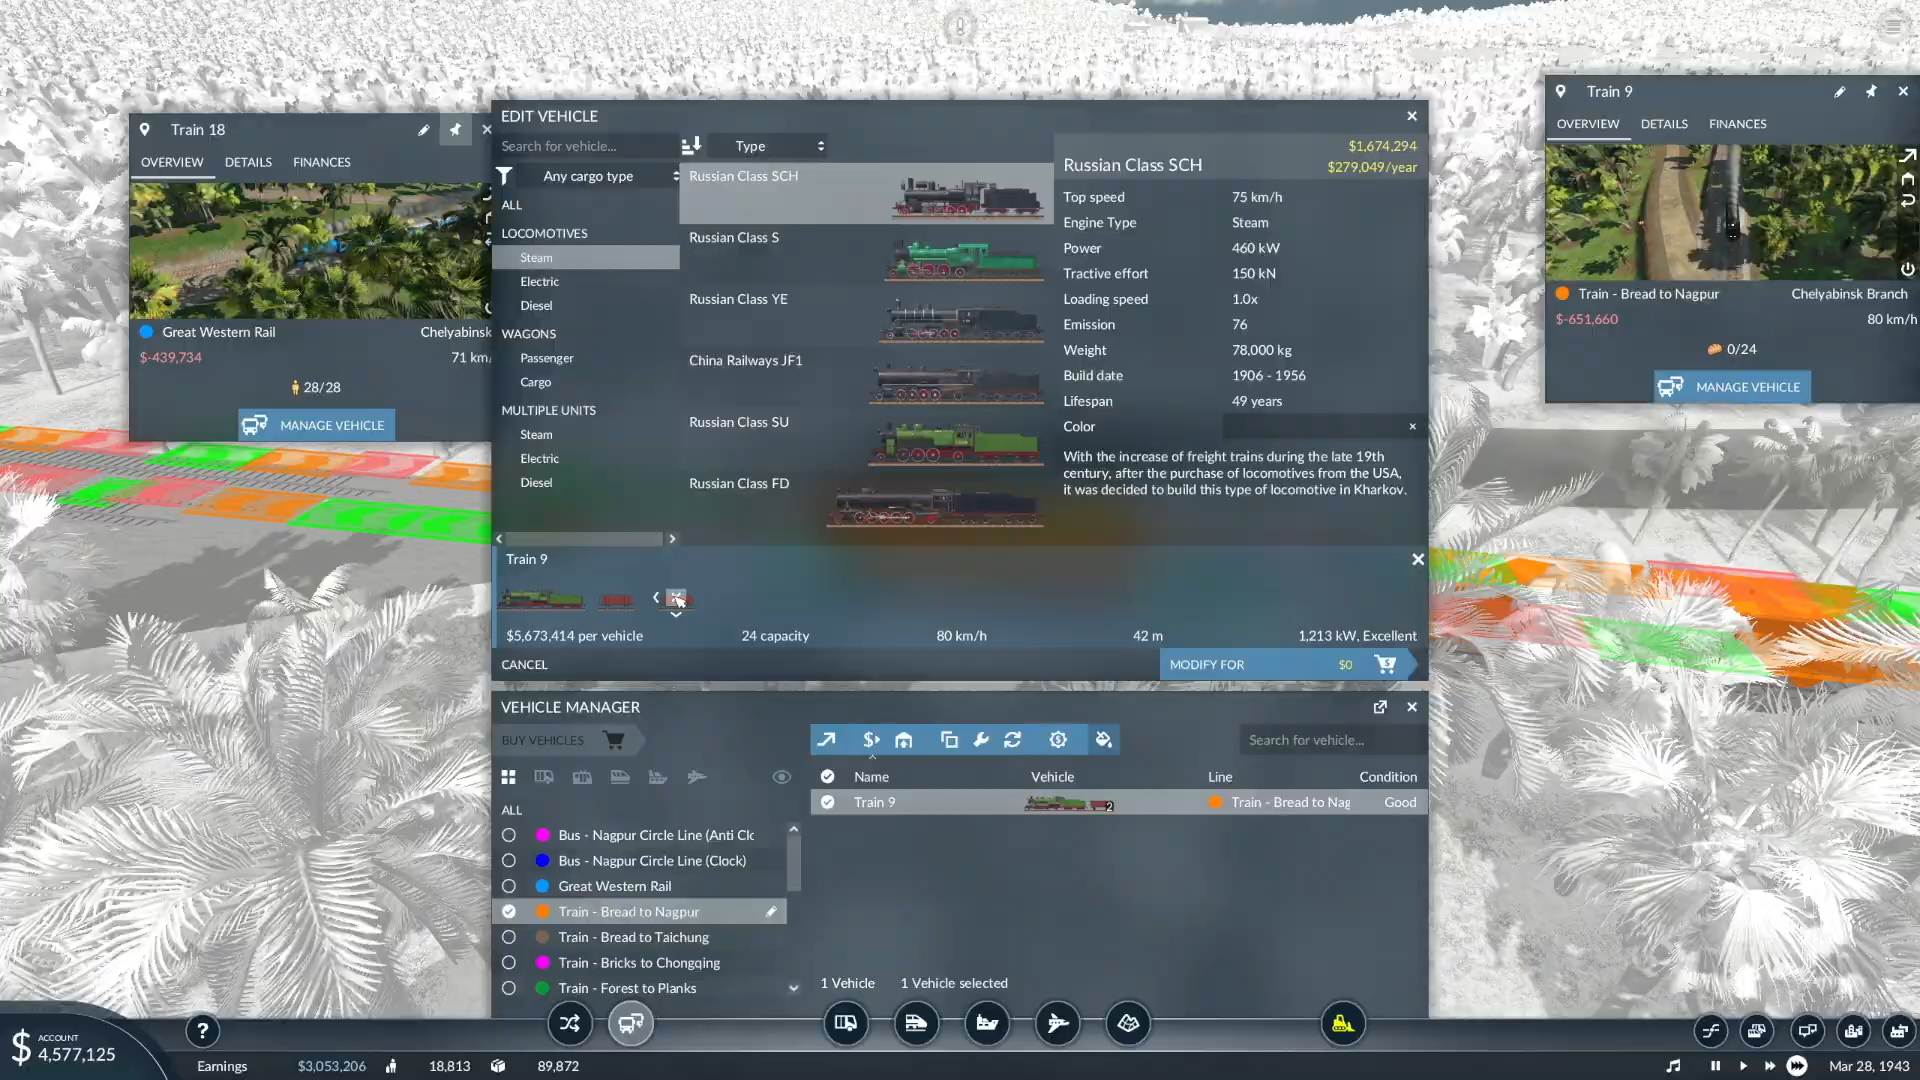 Train 18
OVERVIEW
DETAILS
FINANCES
Great Western Rail
Chelyabinsk
$-439,734
71 km/
28/28
MANAGE VEHICLE
EDIT VEHICLE
Search for vehicle...
Type
Any cargo type
ALL
LOCOMOTIVES
Steam
Electric
Diesel
WAGONS
Passenger
Cargo
MULTIPLE UNITS
Steam
Electric
Diesel
Russian Class SCH
Russian Class S
Russian Class YE
China Railways JF1
Russian Class SU
Russian Class FD
$1,674,294
Russian Class SCH
$279,049/year
Top speed 75 km/h
Engine Type Steam
Power 460 kW
Tractive effort 150 kN
Loading speed 1.0x
Emission 76
Weight 78,000 kg
Build date 1906 - 1956
Lifespan 49 years
Color
With the increase of freight trains during the late 19th
century, after the purchase of locomotives from the USA,
it was decided to build this type of locomotive in Kharkov.
Train 9
$5,673,414 per vehicle
24 capacity
80 km/h
42 m
1,213 kW, Excellent
CANCEL
MODIFY FOR
$0
Train 9
OVERVIEW
DETAILS
FINANCES
Train - Bread to Nagpur
Chelyabinsk Branch
$-651,660
80 km/h
0/24
MANAGE VEHICLE
VEHICLE MANAGER
BUY VEHICLES
Search for vehicle...
ALL
Bus - Nagpur Circle Line (Anti Clo
Bus - Nagpur Circle Line (Clock)
Great Western Rail
Train - Bread to Nagpur
Train - Bread to Taichung
Train - Bricks to Chongqing
Train - Forest to Planks
Name
Vehicle
Line
Condition
Train 9
2
Train - Bread to Nag
Good
1 Vehicle
1 Vehicle selected
$
ACCOUNT
4,577,125
?
Earnings
$3,053,206
18,813
89,872
Mar 28, 1943